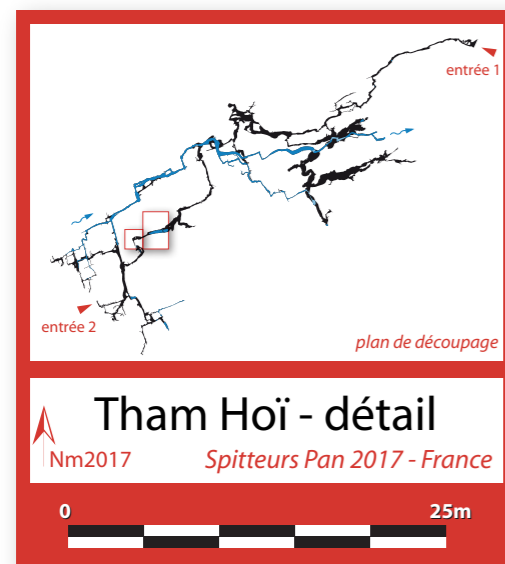 entrée 1
entrée 2
plan de découpage
Tham Hoï - détail
Nm2017
Spitteurs Pan 2017 - France
0 25m